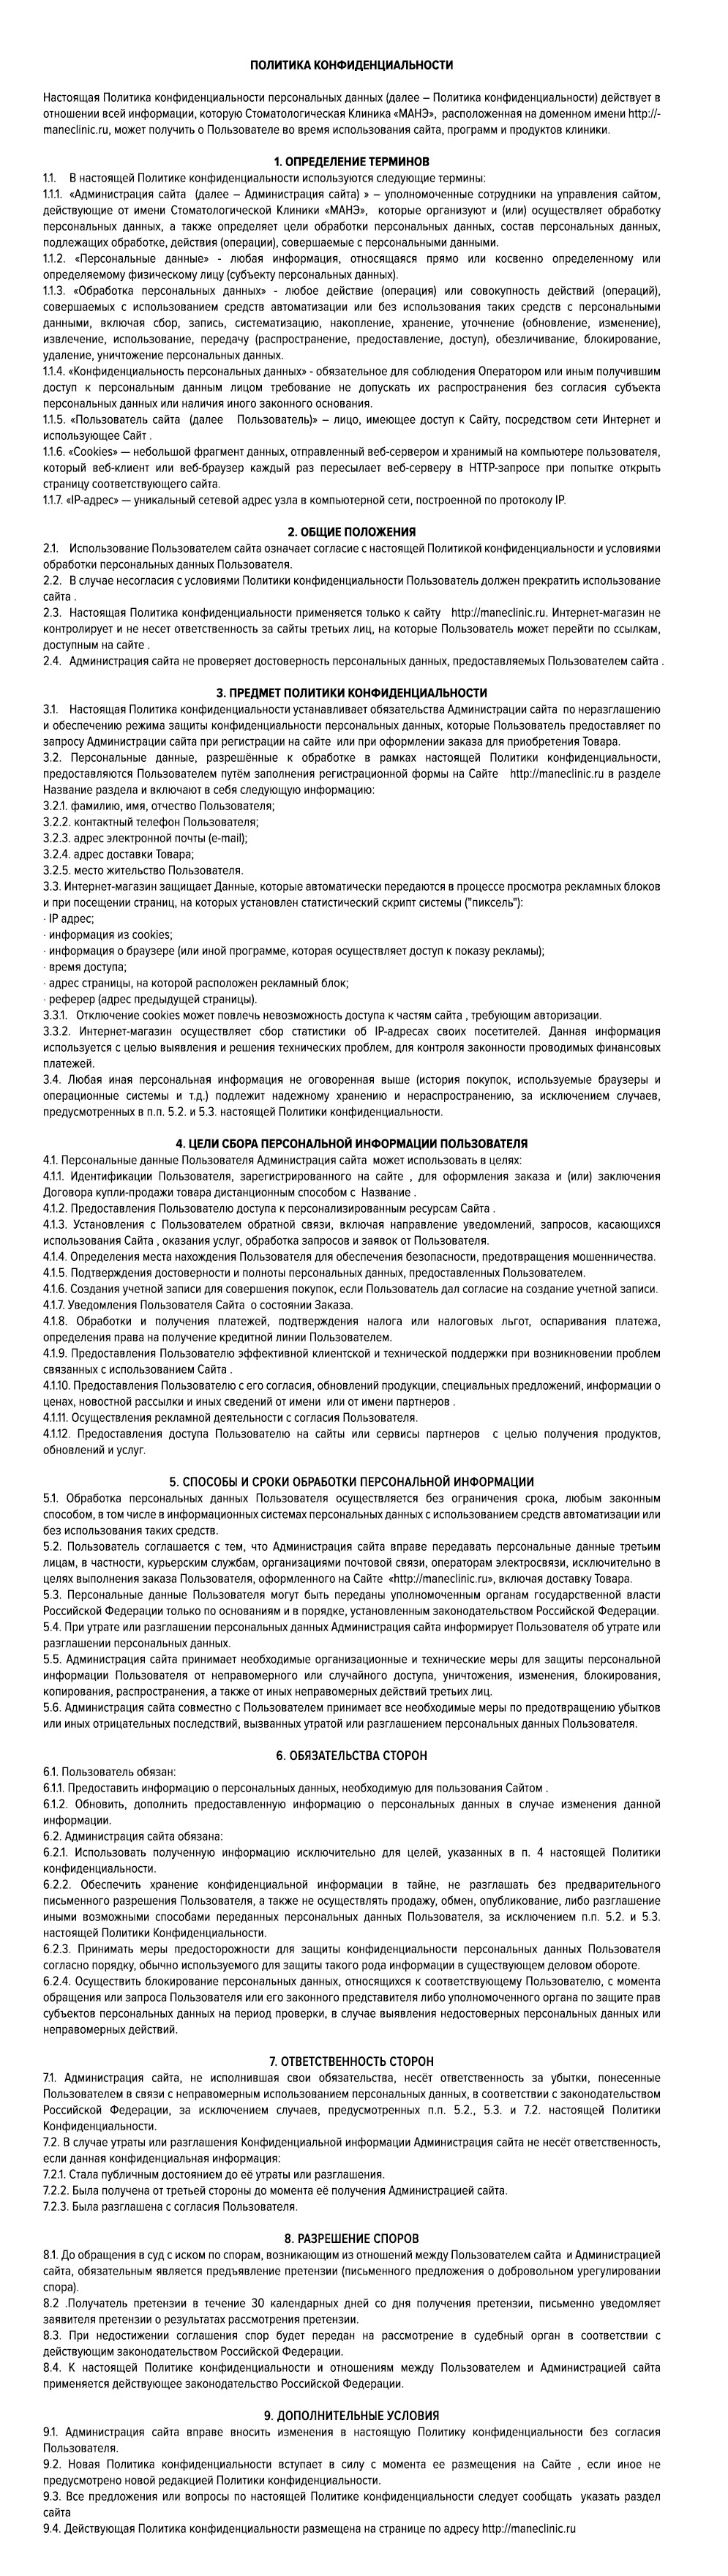 ПОЛИТИКА КОНФИДЕНЦИАЛЬНОСТИ
Настоящая Политика конфиденциальности персональных данных (далее – Политика конфиденциальности) действует в
отношении всей информации, которую Стоматологическая Клиника «МАНЭ», расположенная на доменном имени http://-
maneclinic.ru, может получить о Пользователе во время использования сайта, программ и продуктов клиники.
1. ОПРЕДЕЛЕНИЕ ТЕРМИНОВ
1.1. В настоящей Политике конфиденциальности используются следующие термины:
1.1.1. «Администрация сайта (далее – Администрация сайта) » – уполномоченные сотрудники на управления сайтом,
действующие от имени Стоматологической Клиники «МАНЭ», которые организуют и (или) осуществляет обработку
персональных данных, а также определяет цели обработки персональных данных, состав персональных данных,
подлежащих обработке, действия (операции), совершаемые с персональными данными.
1.1.2. «Персональные данные» - любая информация, относящаяся прямо или косвенно определенному или
определяемому физическому лицу (субъекту персональных данных).
1.1.3. «Обработка персональных данных» - любое действие (операция) или совокупность действий (операций),
совершаемых с использованием средств автоматизации или без использования таких средств с персональными
данными, включая сбор, запись, систематизацию, накопление, хранение, уточнение (обновление, изменение),
извлечение, использование, передачу (распространение, предоставление, доступ), обезличивание, блокирование,
удаление, уничтожение персональных данных.
1.1.4. «Конфиденциальность персональных данных» - обязательное для соблюдения Оператором или иным получившим
доступ к персональным данным лицом требование не допускать их распространения без согласия субъекта
персональных данных или наличия иного законного основания.
1.1.5. «Пользователь сайта (далее Пользователь)» – лицо, имеющее доступ к Сайту, посредством сети Интернет и
использующее Сайт .
1.1.6. «Cookies» — небольшой фрагмент данных, отправленный веб-сервером и хранимый на компьютере пользователя,
который веб-клиент или веб-браузер каждый раз пересылает веб-серверу в HTTP-запросе при попытке открыть
страницу соответствующего сайта.
1.1.7. «IP-адрес» — уникальный сетевой адрес узла в компьютерной сети, построенной по протоколу IP.
2. ОБЩИЕ ПОЛОЖЕНИЯ
2.1. Использование Пользователем сайта означает согласие с настоящей Политикой конфиденциальности и условиями
обработки персональных данных Пользователя.
2.2. В случае несогласия с условиями Политики конфиденциальности Пользователь должен прекратить использование
сайта .
2.3. Настоящая Политика конфиденциальности применяется только к сайту http://maneclinic.ru. Интернет-магазин не
контролирует и не несет ответственность за сайты третьих лиц, на которые Пользователь может перейти по ссылкам,
доступным на сайте .
2.4. Администрация сайта не проверяет достоверность персональных данных, предоставляемых Пользователем сайта .
3. ПРЕДМЕТ ПОЛИТИКИ КОНФИДЕНЦИАЛЬНОСТИ
3.1. Настоящая Политика конфиденциальности устанавливает обязательства Администрации сайта по неразглашению
и обеспечению режима защиты конфиденциальности персональных данных, которые Пользователь предоставляет по
запросу Администрации сайта при регистрации на сайте или при оформлении заказа для приобретения Товара.
3.2. Персональные данные, разрешённые к обработке в рамках настоящей Политики конфиденциальности,
предоставляются Пользователем путём заполнения регистрационной формы на Сайте http://maneclinic.ru в разделе
Название раздела и включают в себя следующую информацию:
3.2.1. фамилию, имя, отчество Пользователя;
3.2.2. контактный телефон Пользователя;
3.2.3. адрес электронной почты (e-mail);
3.2.4. адрес доставки Товара;
3.2.5. место жительство Пользователя.
3.3. Интернет-магазин защищает Данные, которые автоматически передаются в процессе просмотра рекламных блоков
и при посещении страниц, на которых установлен статистический скрипт системы ("пиксель"):
· IP адрес;
· информация из cookies;
· информация о браузере (или иной программе, которая осуществляет доступ к показу рекламы);
· время доступа;
· адрес страницы, на которой расположен рекламный блок;
· реферер (адрес предыдущей страницы).
3.3.1. Отключение cookies может повлечь невозможность доступа к частям сайта , требующим авторизации.
3.3.2. Интернет-магазин осуществляет сбор статистики об IP-адресах своих посетителей. Данная информация
используется с целью выявления и решения технических проблем, для контроля законности проводимых финансовых
платежей.
3.4. Любая иная персональная информация не оговоренная выше (история покупок, используемые браузеры и
операционные системы и т.д.) подлежит надежному хранению и нераспространению, за исключением случаев,
предусмотренных в п.п. 5.2. и 5.3. настоящей Политики конфиденциальности.
4. ЦЕЛИ СБОРА ПЕРСОНАЛЬНОЙ ИНФОРМАЦИИ ПОЛЬЗОВАТЕЛЯ
4.1. Персональные данные Пользователя Администрация сайта может использовать в целях:
4.1.1. Идентификации Пользователя, зарегистрированного на сайте , для оформления заказа и (или) заключения
Договора купли-продажи товара дистанционным способом с Название .
4.1.2. Предоставления Пользователю доступа к персонализированным ресурсам Сайта .
4.1.3. Установления с Пользователем обратной связи, включая направление уведомлений, запросов, касающихся
использования Сайта , оказания услуг, обработка запросов и заявок от Пользователя.
4.1.4. Определения места нахождения Пользователя для обеспечения безопасности, предотвращения мошенничества.
4.1.5. Подтверждения достоверности и полноты персональных данных, предоставленных Пользователем.
4.1.6. Создания учетной записи для совершения покупок, если Пользователь дал согласие на создание учетной записи.
4.1.7. Уведомления Пользователя Сайта о состоянии Заказа.
4.1.8. Обработки и получения платежей, подтверждения налога или налоговых льгот, оспаривания платежа,
определения права на получение кредитной линии Пользователем.
4.1.9. Предоставления Пользователю эффективной клиентской и технической поддержки при возникновении проблем
связанных с использованием Сайта .
4.1.10. Предоставления Пользователю с его согласия, обновлений продукции, специальных предложений, информации о
ценах, новостной рассылки и иных сведений от имени или от имени партнеров .
4.1.11. Осуществления рекламной деятельности с согласия Пользователя.
4.1.12. Предоставления доступа Пользователю на сайты или сервисы партнеров с целью получения продуктов,
обновлений и услуг.
5. СПОСОБЫ И СРОКИ ОБРАБОТКИ ПЕРСОНАЛЬНОЙ ИНФОРМАЦИИ
5.1. Обработка персональных данных Пользователя осуществляется без ограничения срока, любым законным
способом, в том числе в информационных системах персональных данных с использованием средств автоматизации или
без использования таких средств.
5.2. Пользователь соглашается с тем, что Администрация сайта вправе передавать персональные данные третьим
лицам, в частности, курьерским службам, организациями почтовой связи, операторам электросвязи, исключительно в
целях выполнения заказа Пользователя, оформленного на Сайте «http://maneclinic.ru», включая доставку Товара.
5.3. Персональные данные Пользователя могут быть переданы уполномоченным органам государственной власти
Российской Федерации только по основаниям и в порядке, установленным законодательством Российской Федерации.
5.4. При утрате или разглашении персональных данных Администрация сайта информирует Пользователя об утрате или
разглашении персональных данных.
5.5. Администрация сайта принимает необходимые организационные и технические меры для защиты персональной
информации Пользователя от неправомерного или случайного доступа, уничтожения, изменения, блокирования,
копирования, распространения, а также от иных неправомерных действий третьих лиц.
5.6. Администрация сайта совместно с Пользователем принимает все необходимые меры по предотвращению убытков
или иных отрицательных последствий, вызванных утратой или разглашением персональных данных Пользователя.
6. ОБЯЗАТЕЛЬСТВА СТОРОН
6.1. Пользователь обязан:
6.1.1. Предоставить информацию о персональных данных, необходимую для пользования Сайтом .
6.1.2. Обновить, дополнить предоставленную информацию о персональных данных в случае изменения данной
информации.
6.2. Администрация сайта обязана:
6.2.1. Использовать полученную информацию исключительно для целей, указанных в п. 4 настоящей Политики
конфиденциальности.
6.2.2. Обеспечить хранение конфиденциальной информации в тайне, не разглашать без предварительного
письменного разрешения Пользователя, а также не осуществлять продажу, обмен, опубликование, либо разглашение
иными возможными способами переданных персональных данных Пользователя, за исключением п.п. 5.2. и 5.3.
настоящей Политики Конфиденциальности.
6.2.3. Принимать меры предосторожности для защиты конфиденциальности персональных данных Пользователя
согласно порядку, обычно используемого для защиты такого рода информации в существующем деловом обороте.
6.2.4. Осуществить блокирование персональных данных, относящихся к соответствующему Пользователю, с момента
обращения или запроса Пользователя или его законного представителя либо уполномоченного органа по защите прав
субъектов персональных данных на период проверки, в случае выявления недостоверных персональных данных или
неправомерных действий.
7. ОТВЕТСТВЕННОСТЬ СТОРОН
7.1. Администрация сайта, не исполнившая свои обязательства, несёт ответственность за убытки, понесенные
Пользователем в связи с неправомерным использованием персональных данных, в соответствии с законодательством
Российской Федерации, за исключением случаев, предусмотренных п.п. 5.2., 5.3. и 7.2. настоящей Политики
Конфиденциальности.
7.2. В случае утраты или разглашения Конфиденциальной информации Администрация сайта не несёт ответственность,
если данная конфиденциальная информация:
7.2.1. Стала публичным достоянием до её утраты или разглашения.
7.2.2. Была получена от третьей стороны до момента её получения Администрацией сайта.
7.2.3. Была разглашена с согласия Пользователя.
8. РАЗРЕШЕНИЕ СПОРОВ
8.1. До обращения в суд с иском по спорам, возникающим из отношений между Пользователем сайта и Администрацией
сайта, обязательным является предъявление претензии (письменного предложения о добровольном урегулировании
спора).
8.2 .Получатель претензии в течение 30 календарных дней со дня получения претензии, письменно уведомляет
заявителя претензии о результатах рассмотрения претензии.
8.3. При недостижении соглашения спор будет передан на рассмотрение в судебный орган в соответствии с
действующим законодательством Российской Федерации.
8.4. К настоящей Политике конфиденциальности и отношениям между Пользователем и Администрацией сайта
применяется действующее законодательство Российской Федерации.
9. ДОПОЛНИТЕЛЬНЫЕ УСЛОВИЯ
9.1. Администрация сайта вправе вносить изменения в настоящую Политику конфиденциальности без согласия
Пользователя.
9.2. Новая Политика конфиденциальности вступает в силу с момента ее размещения на Сайте , если иное не
предусмотрено новой редакцией Политики конфиденциальности.
9.3. Все предложения или вопросы по настоящей Политике конфиденциальности следует сообщать указать раздел
сайта
9.4. Действующая Политика конфиденциальности размещена на странице по адресу http://maneclinic.ru